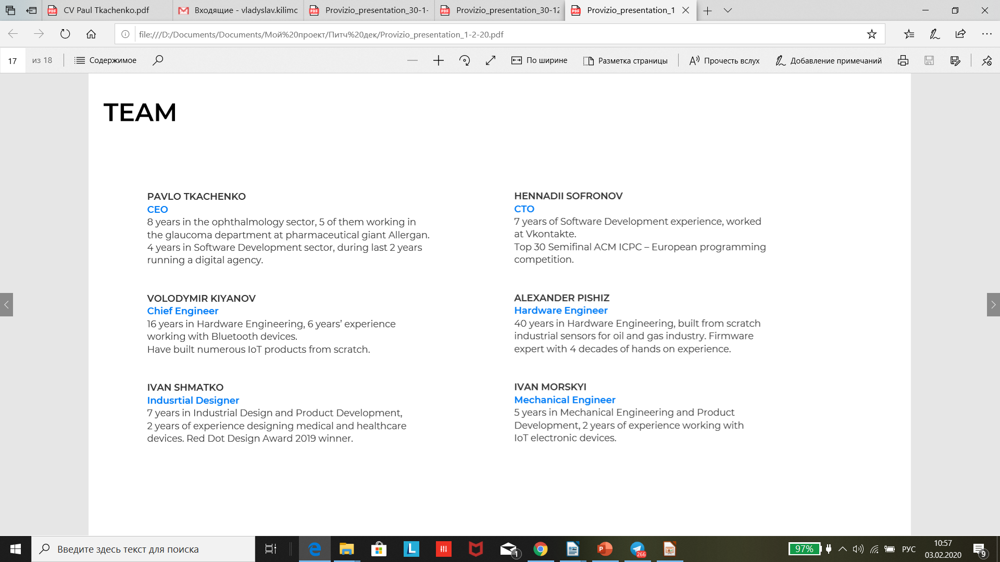 CV Paul Tkachenko.pdf
Входящие - vladyslav.kilimc
Provizio_presentation_30-1-
Provizio_presentation_30-12
Provizio_presentation_1
file:///D:/Documents/Documents/Мой%20проект/Питч%20дек/Provizio_presentation_1-2-20.pdf
17 из 18 Содержимое По ширине Разметка страницы Прочесть вслух Добавление примечаний
TEAM
PAVLO TKACHENKO
CEO
8 years in the ophthalmology sector, 5 of them working in
the glaucoma department at pharmaceutical giant Allergan.
4 years in Software Development sector, during last 2 years
running a digital agency.
HENNADII SOFRONOV
CTO
7 years of Software Development experience, worked
at Vkontakte.
Top 30 Semifinal ACM ICPC – European programming
competition.
VOLODYMIR KIYANOV
Chief Engineer
16 years in Hardware Engineering, 6 years’ experience
working with Bluetooth devices.
Have built numerous IoT products from scratch.
ALEXANDER PISHIZ
Hardware Engineer
40 years in Hardware Engineering, built from scratch
industrial sensors for oil and gas industry. Firmware
expert with 4 decades of hands on experience.
IVAN SHMATKO
Indusrtial Designer
7 years in Industrial Design and Product Development,
2 years of experience designing medical and healthcare
devices. Red Dot Design Award 2019 winner.
IVAN MORSKYI
Mechanical Engineer
5 years in Mechanical Engineering and Product
Development, 2 years of experience working with
IoT electronic devices.
Введите здесь текст для поиска
1
266
97%
РУС
10:57
03.02.2020
9